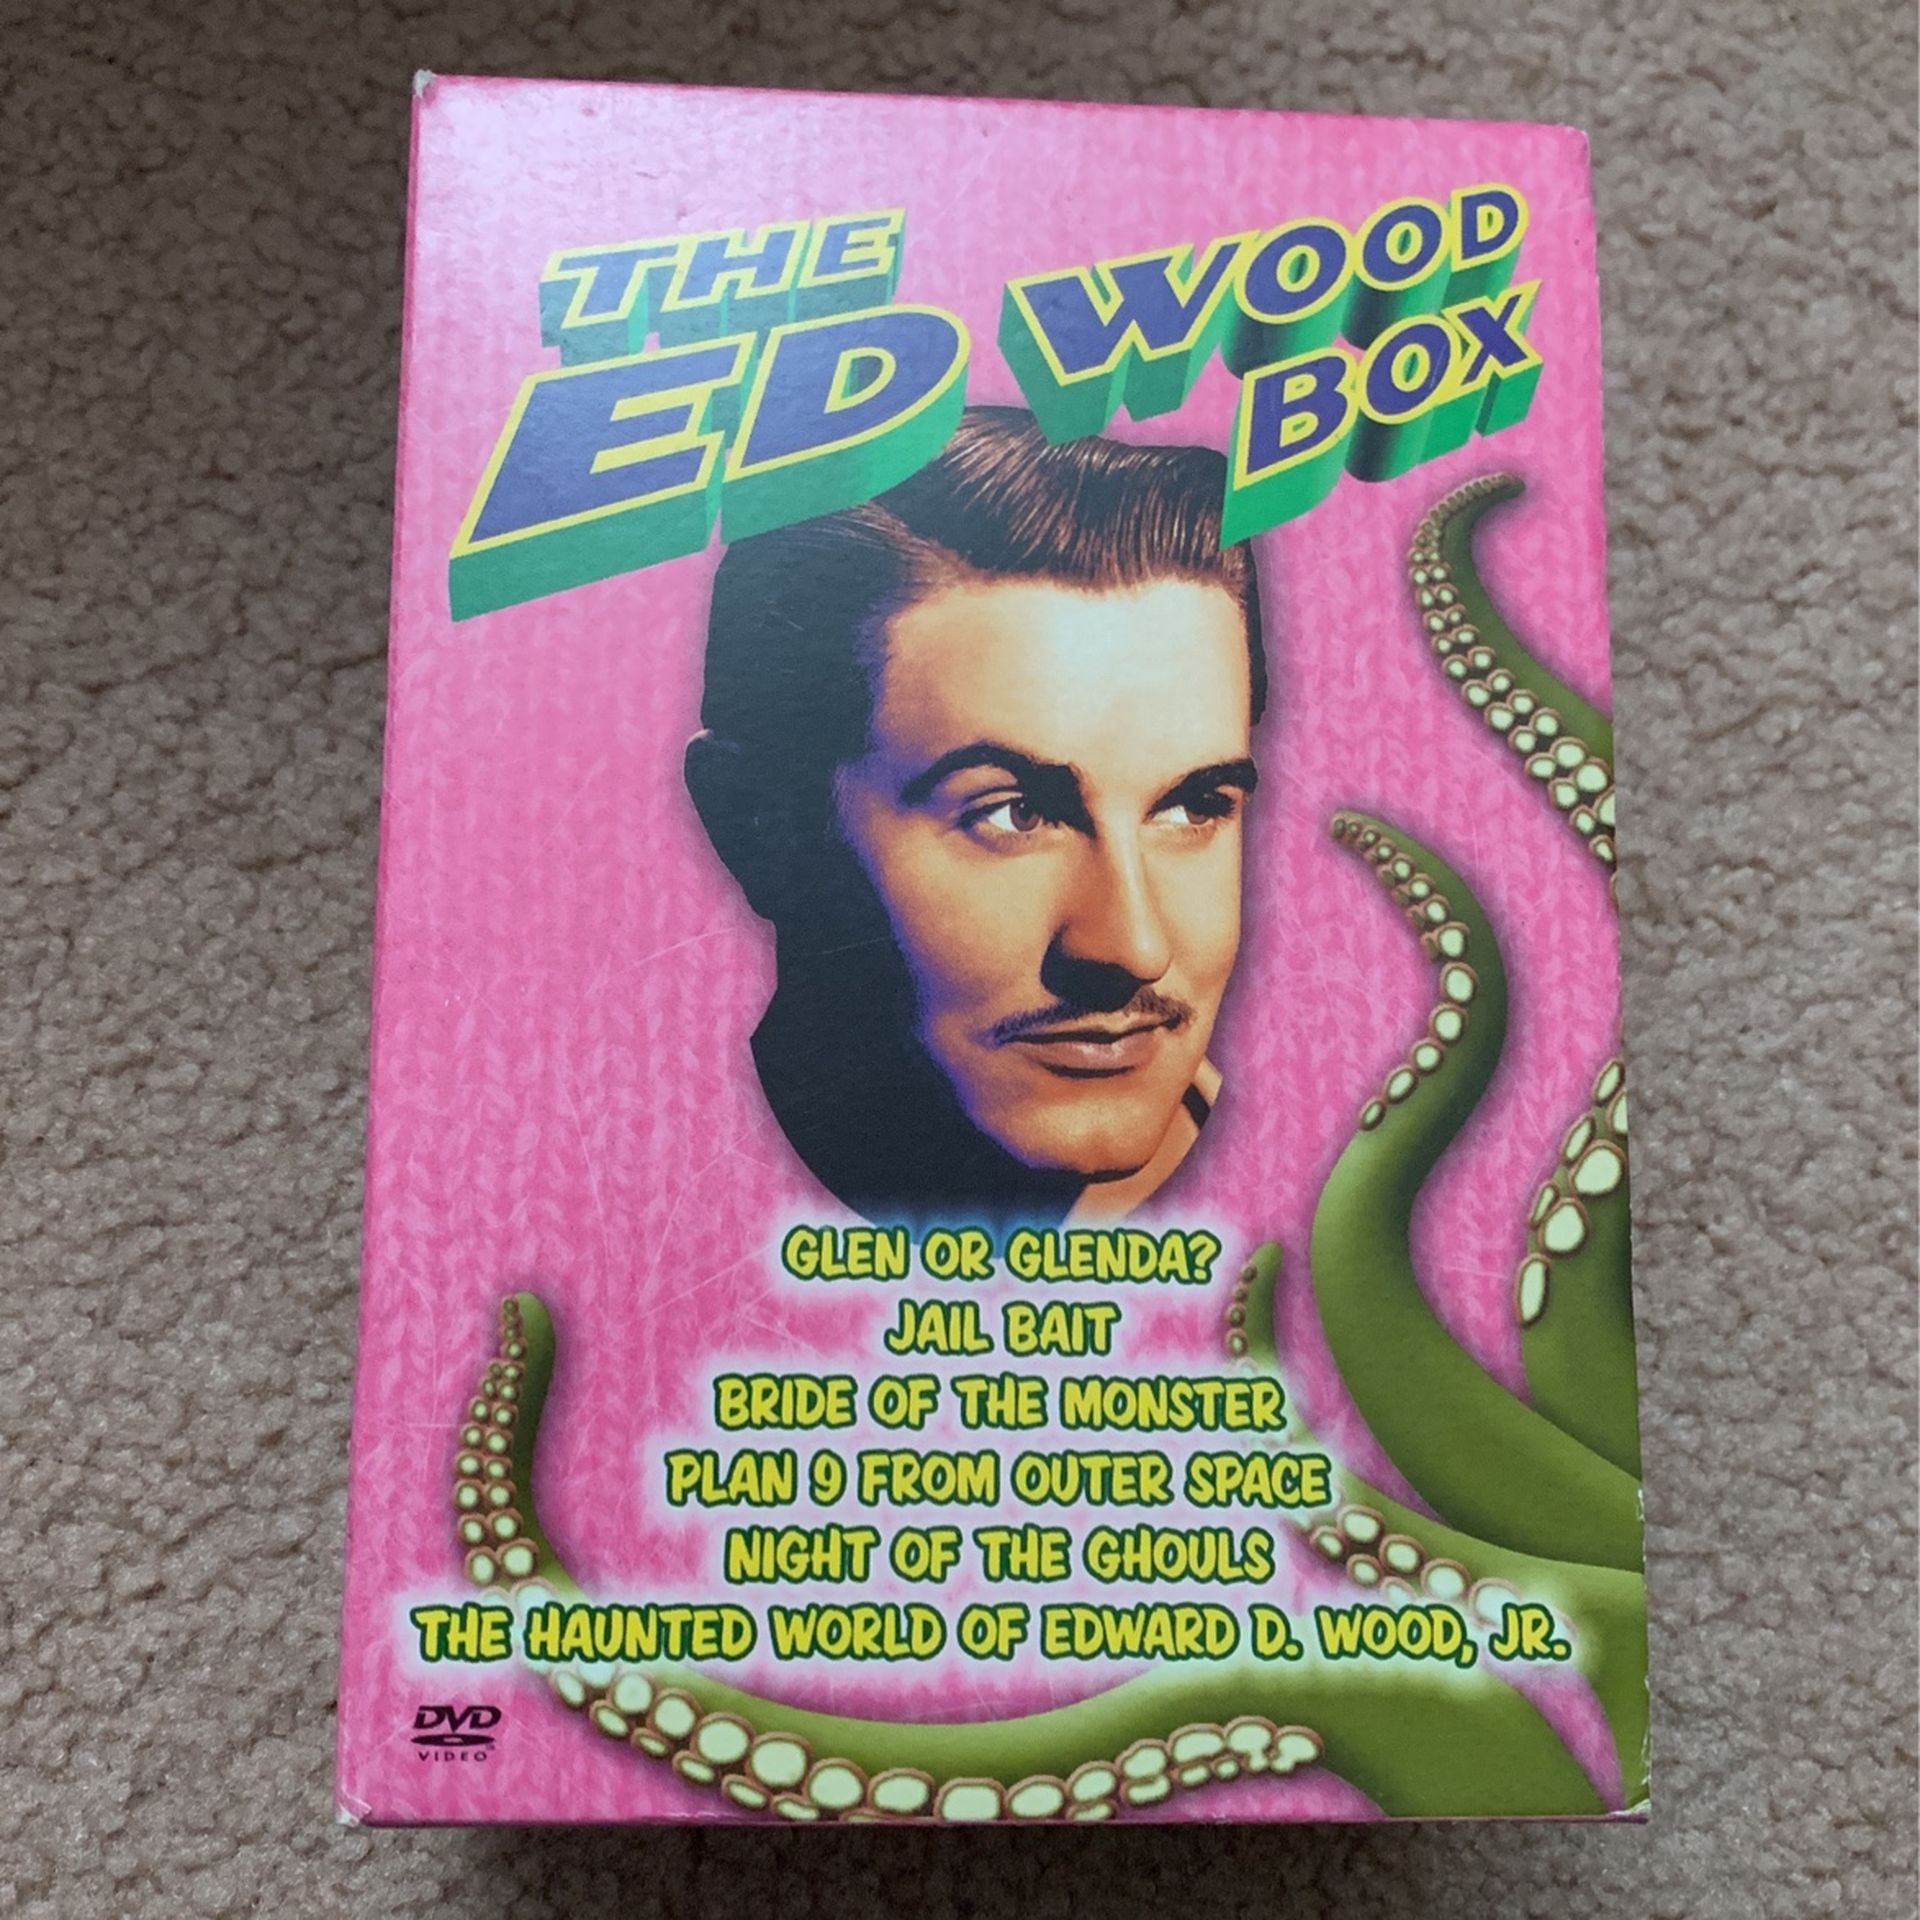 THE
ED WOOD
BOX
GLEN OR GLENDA?
JAIL BAIT
BRIDE OF THE MONSTER
PLAN 9 FROM OUTER SPACE
NIGHT OF THE GHOULS
THE HAUNTED WORLD OF EDWARD D. WOOD, JR.
DVD
VIDEO™